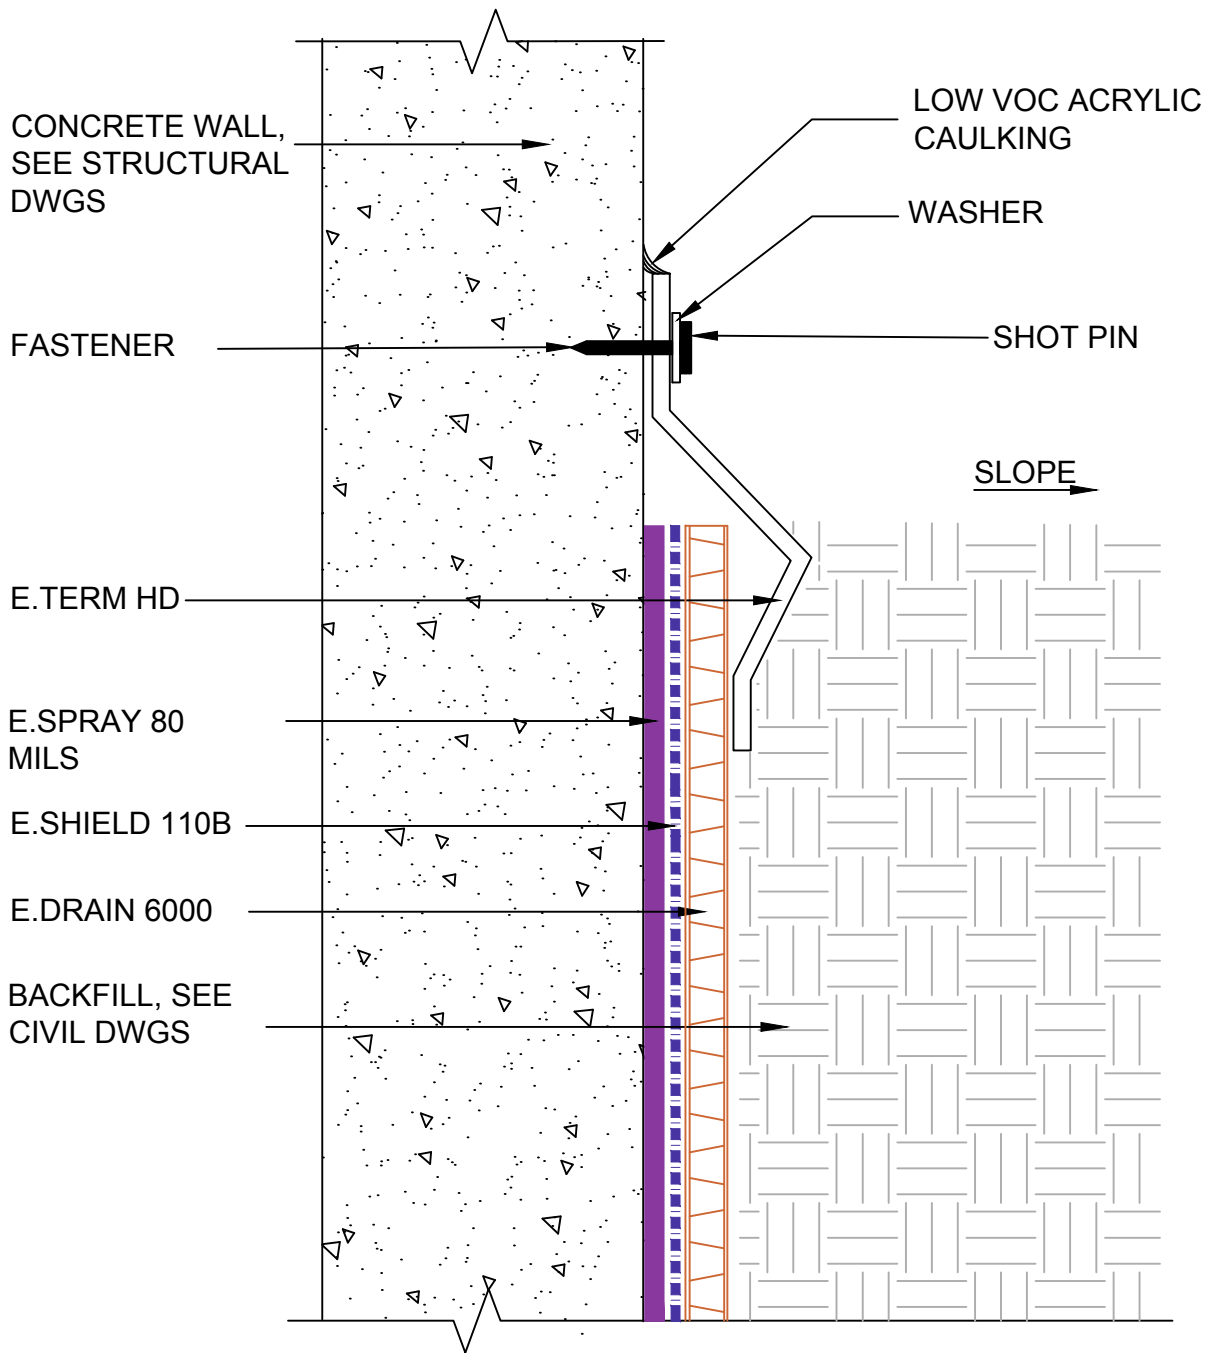 CONCRETE WALL,
SEE STRUCTURAL
DWGS
LOW VOC ACRYLIC
CAULKING
WASHER
FASTENER
SHOT PIN
SLOPE
E.TERM HD
E.SPRAY 80
MILS
E.SHIELD 110B
E.DRAIN 6000
BACKFILL, SEE
CIVIL DWGS